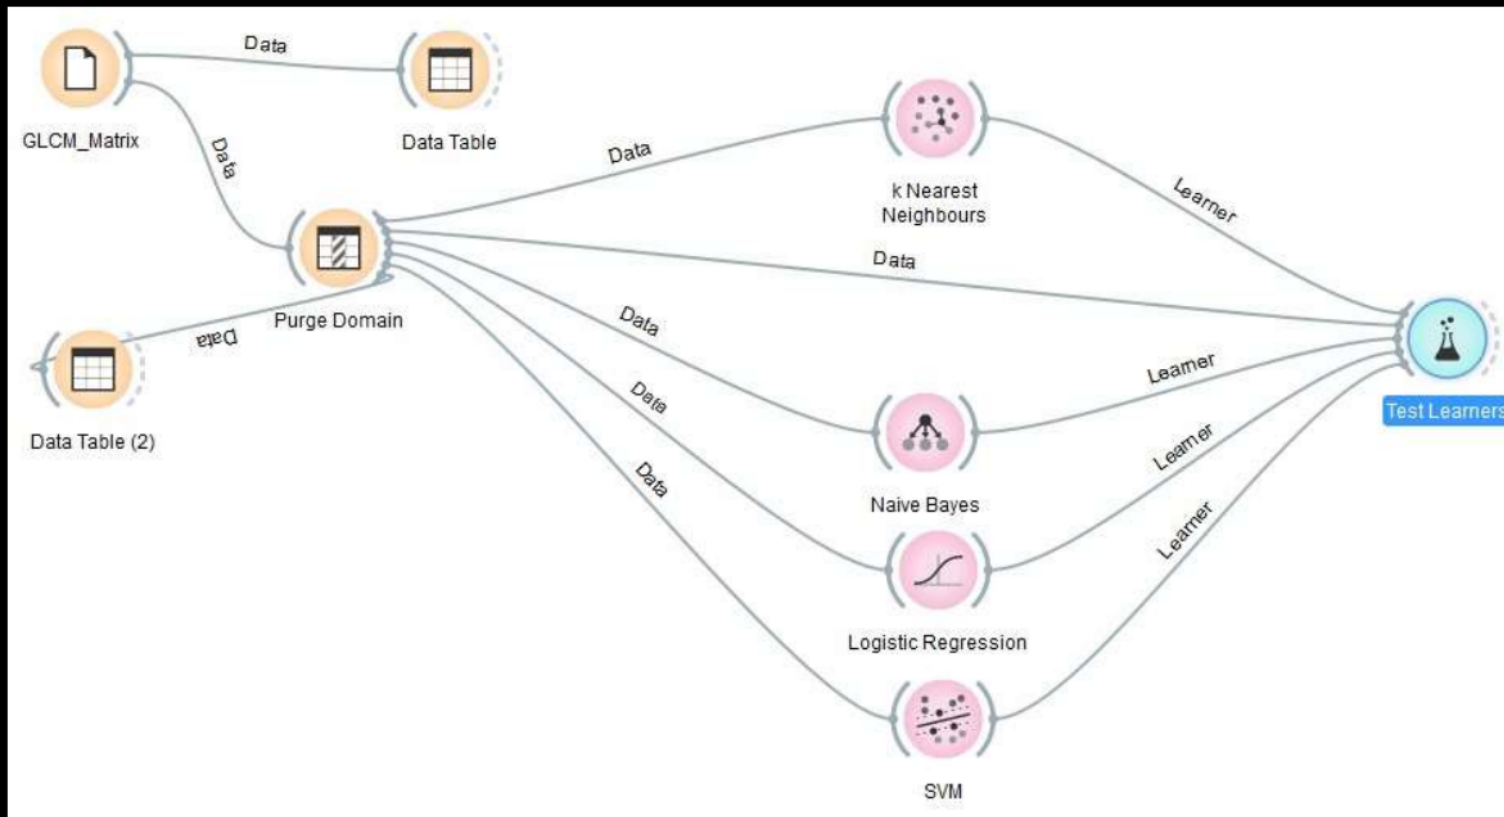 Data
GLCM_Matrix
Data Table
Data
Data
k Nearest
Neighbours
Learner
Data
Purge Domain
Data
Data
Data Table (2)
Learner
Test Learners
Data
Naive Bayes
Learner
Data
Logistic Regression
Learner
SVM